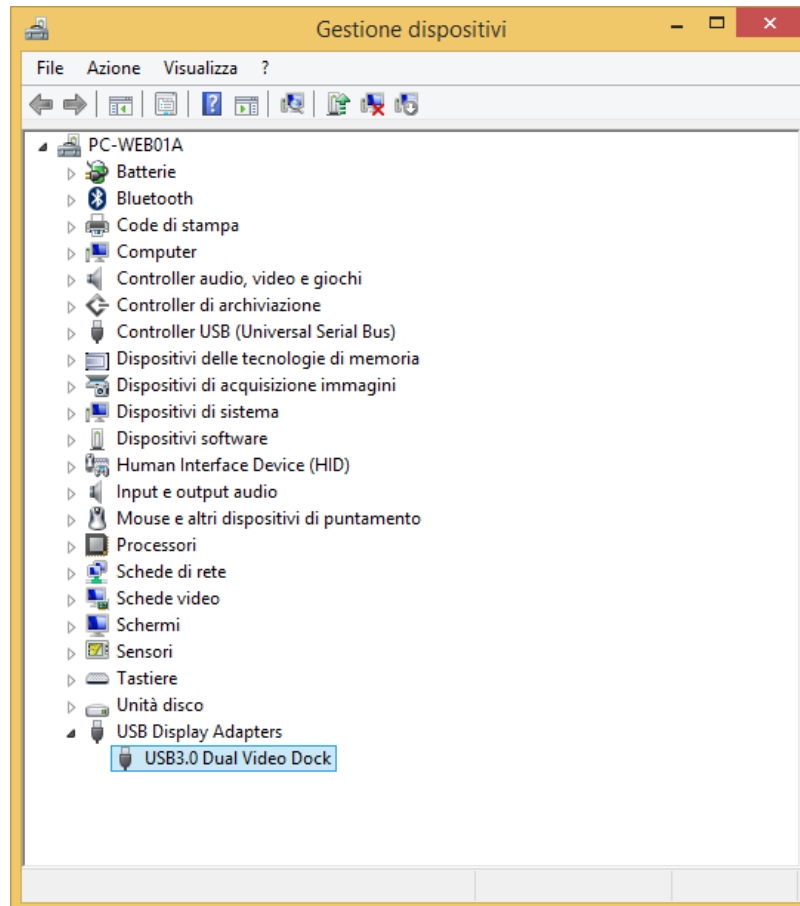 Gestione dispositivi
File Azione Visualizza ?
PC-WEB01A
Batterie
Bluetooth
Code di stampa
Computer
Controller audio, video e giochi
Controller di archiviazione
Controller USB (Universal Serial Bus)
Dispositivi delle tecnologie di memoria
Dispositivi di acquisizione immagini
Dispositivi di sistema
Dispositivi software
Human Interface Device (HID)
Input e output audio
Mouse e altri dispositivi di puntamento
Processori
Schede di rete
Schede video
Schermi
Sensori
Tastiere
Unità disco
USB Display Adapters
USB3.0 Dual Video Dock